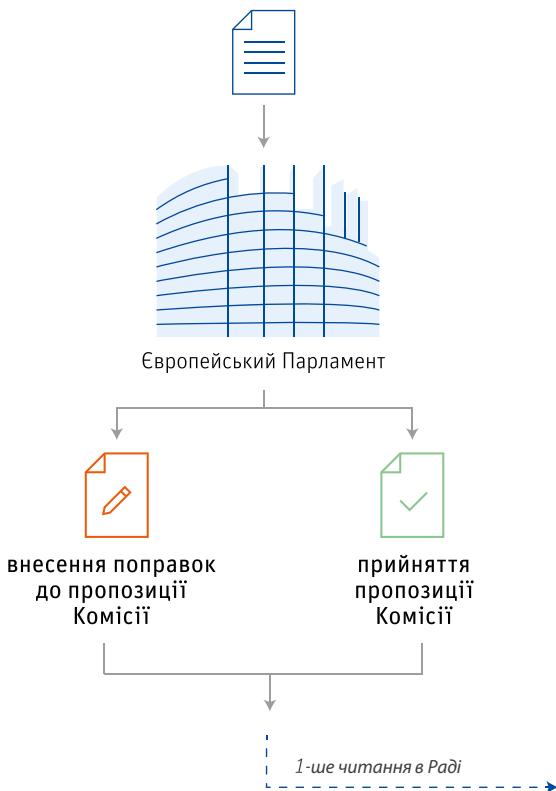 Європейський Парламент
внесення поправок
до пропозиції
Комісії
прийняття
пропозиції
Комісії
1-ше читання в Раді